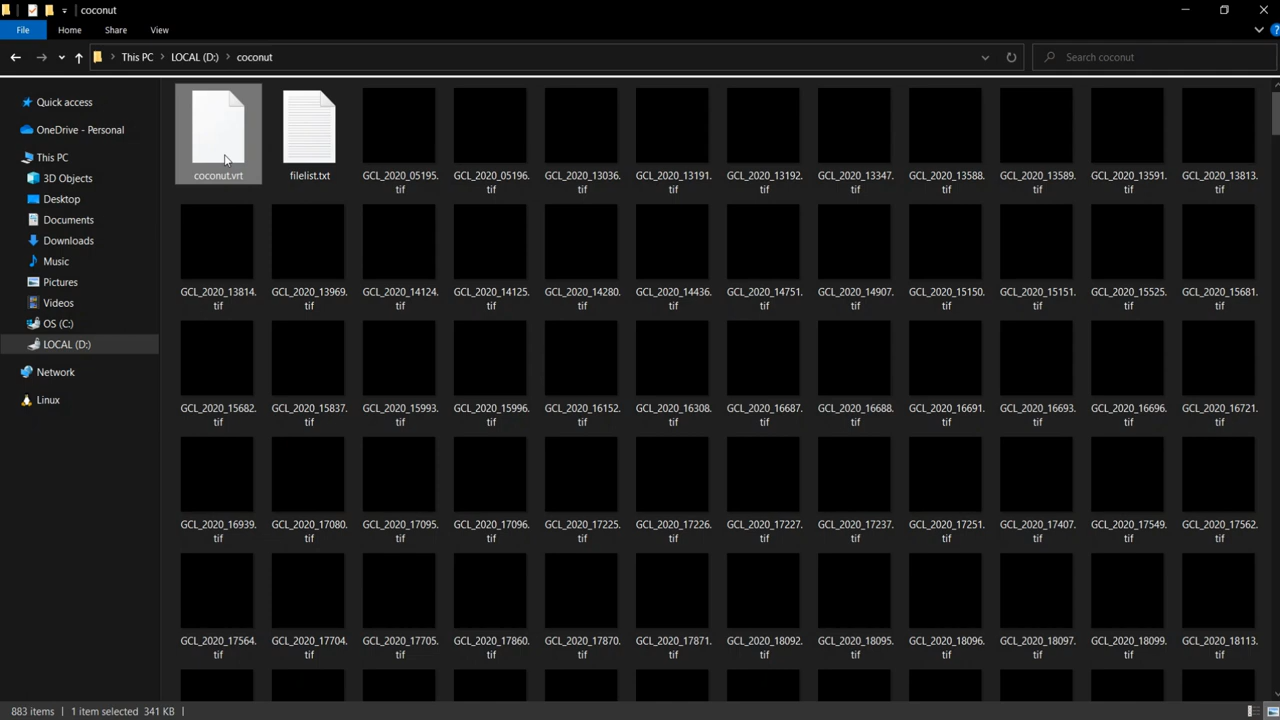 coconut
File
Home
Share
View
This PC
LOCAL (D:)
coconut
Search coconut
Quick access
OneDrive - Personal
This PC
3D Objects
Desktop
Documents
Downloads
Music
Pictures
Videos
OS (C:)
LOCAL (D:)
Network
Linux
coconut.vrt
filelist.txt
GCL_2020_05195.
tif
GCL_2020_05196.
tif
GCL_2020_13036.
tif
GCL_2020_13191.
tif
GCL_2020_13192.
tif
GCL_2020_13347.
tif
GCL_2020_13588.
tif
GCL_2020_13589.
tif
GCL_2020_13591.
tif
GCL_2020_13813.
tif
GCL_2020_13814.
tif
GCL_2020_13969.
tif
GCL_2020_14124.
tif
GCL_2020_14125.
tif
GCL_2020_14280.
tif
GCL_2020_14436.
tif
GCL_2020_14751.
tif
GCL_2020_14907.
tif
GCL_2020_15150.
tif
GCL_2020_15151.
tif
GCL_2020_15525.
tif
GCL_2020_15681.
tif
GCL_2020_15682.
tif
GCL_2020_15837.
tif
GCL_2020_15993.
tif
GCL_2020_15996.
tif
GCL_2020_16152.
tif
GCL_2020_16308.
tif
GCL_2020_16687.
tif
GCL_2020_16688.
tif
GCL_2020_16691.
tif
GCL_2020_16693.
tif
GCL_2020_16696.
tif
GCL_2020_16721.
tif
GCL_2020_16939.
tif
GCL_2020_17080.
tif
GCL_2020_17095.
tif
GCL_2020_17096.
tif
GCL_2020_17225.
tif
GCL_2020_17226.
tif
GCL_2020_17227.
tif
GCL_2020_17237.
tif
GCL_2020_17251.
tif
GCL_2020_17407.
tif
GCL_2020_17549.
tif
GCL_2020_17562.
tif
GCL_2020_17564.
tif
GCL_2020_17704.
tif
GCL_2020_17705.
tif
GCL_2020_17860.
tif
GCL_2020_17870.
tif
GCL_2020_17871.
tif
GCL_2020_18092.
tif
GCL_2020_18095.
tif
GCL_2020_18096.
tif
GCL_2020_18097.
tif
GCL_2020_18099.
tif
GCL_2020_18113.
tif
883 items
1 item selected 341 KB